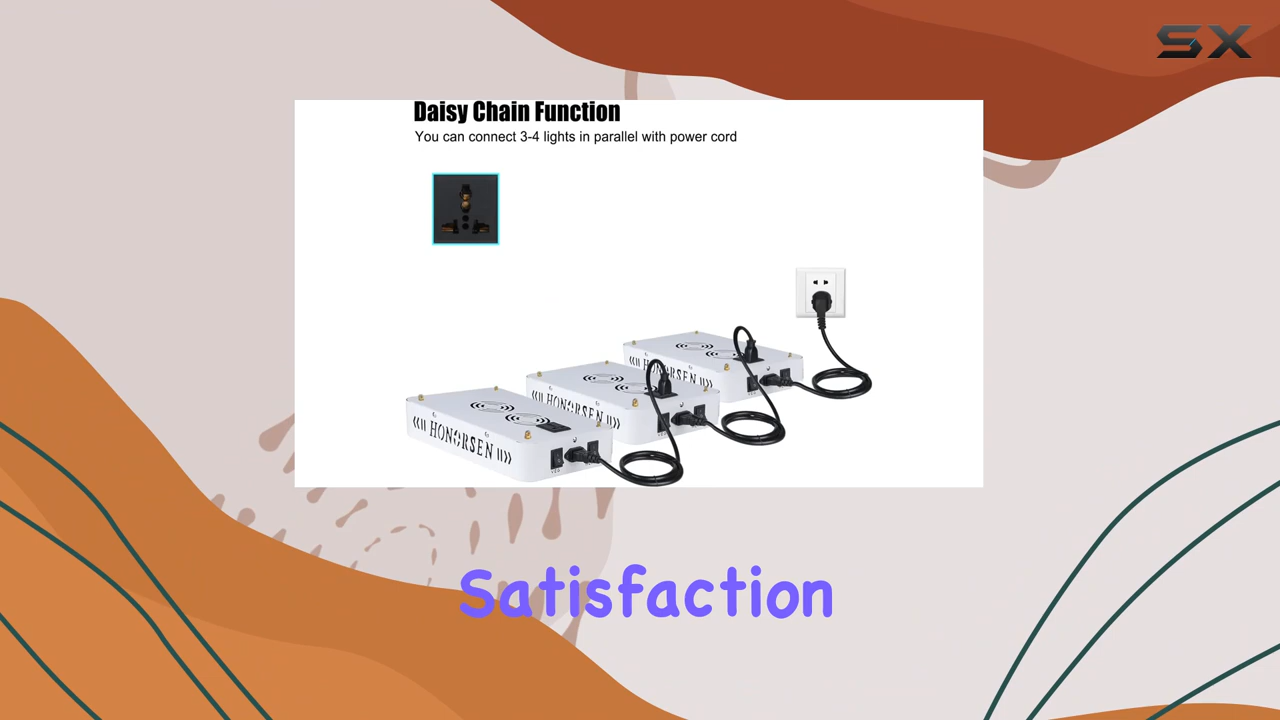 SX
Daisy Chain Function
You can connect 3-4 lights in parallel with power cord
HONORSEN
HONORSEN
HONORSEN
Satisfaction